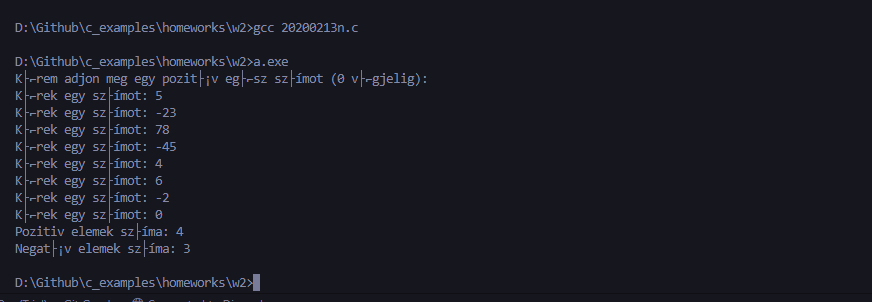 D:\Github\c_examples\homeworks\w2>gcc 20200213n.c
D:\Github\c_examples\homeworks\w2>a.exe
K├⌐rem adjon meg egy pozit├¡v eg├⌐sz sz├ímot (0 v├⌐gjelig):
K├⌐rek egy sz├ímot: 5
K├⌐rek egy sz├ímot: -23
K├⌐rek egy sz├ímot: 78
K├⌐rek egy sz├ímot: -45
K├⌐rek egy sz├ímot: 4
K├⌐rek egy sz├ímot: 6
K├⌐rek egy sz├ímot: -2
K├⌐rek egy sz├ímot: 0
Pozitiv elemek sz├íma: 4
Negat├¡v elemek sz├íma: 3
D:\Github\c_examples\homeworks\w2>